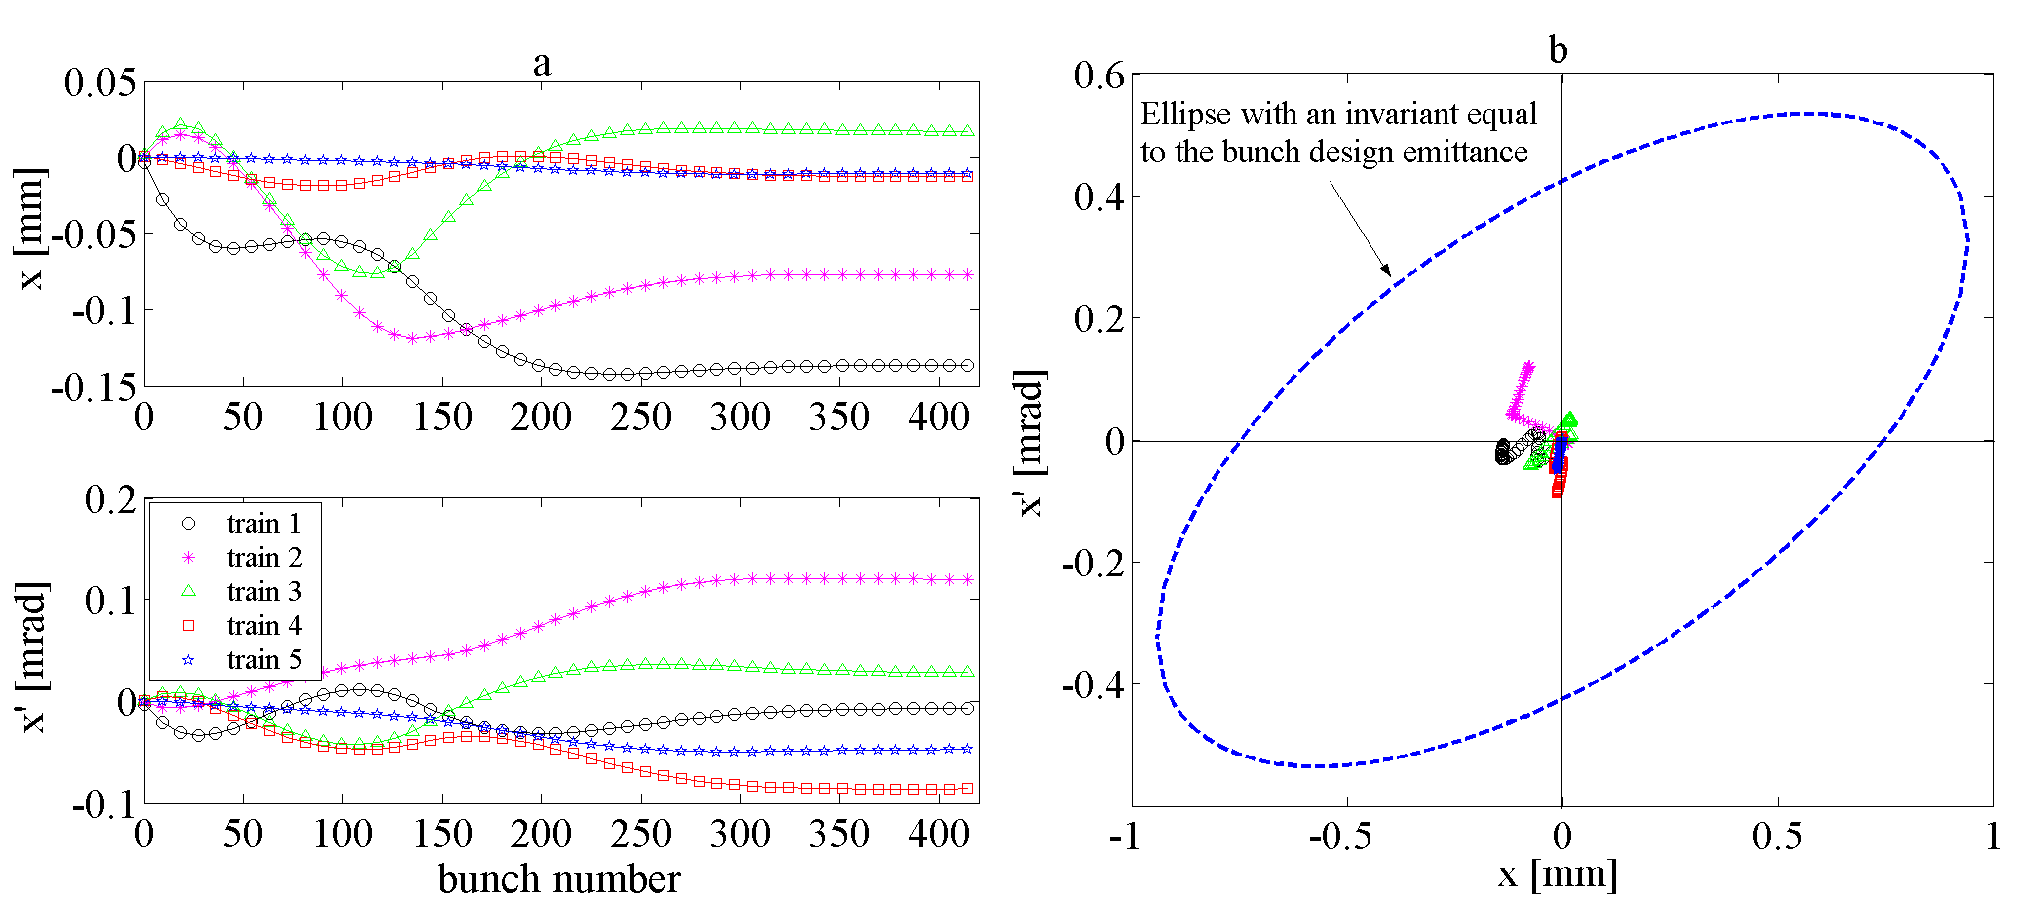 a
x [mm]
0.05
0
-0.05
-0.1
-0.15
0 50 100 150 200 250 300 350 400
x' [mrad]
0.2
0.1
0
-0.1
train 1
train 2
train 3
train 4
train 5
0 50 100 150 200 250 300 350 400
bunch number
b
x' [mrad]
0.6
0.4
0.2
0
-0.2
-0.4
Ellipse with an invariant equal
to the bunch design emittance
-1 -0.5 0 0.5 1
x [mm]